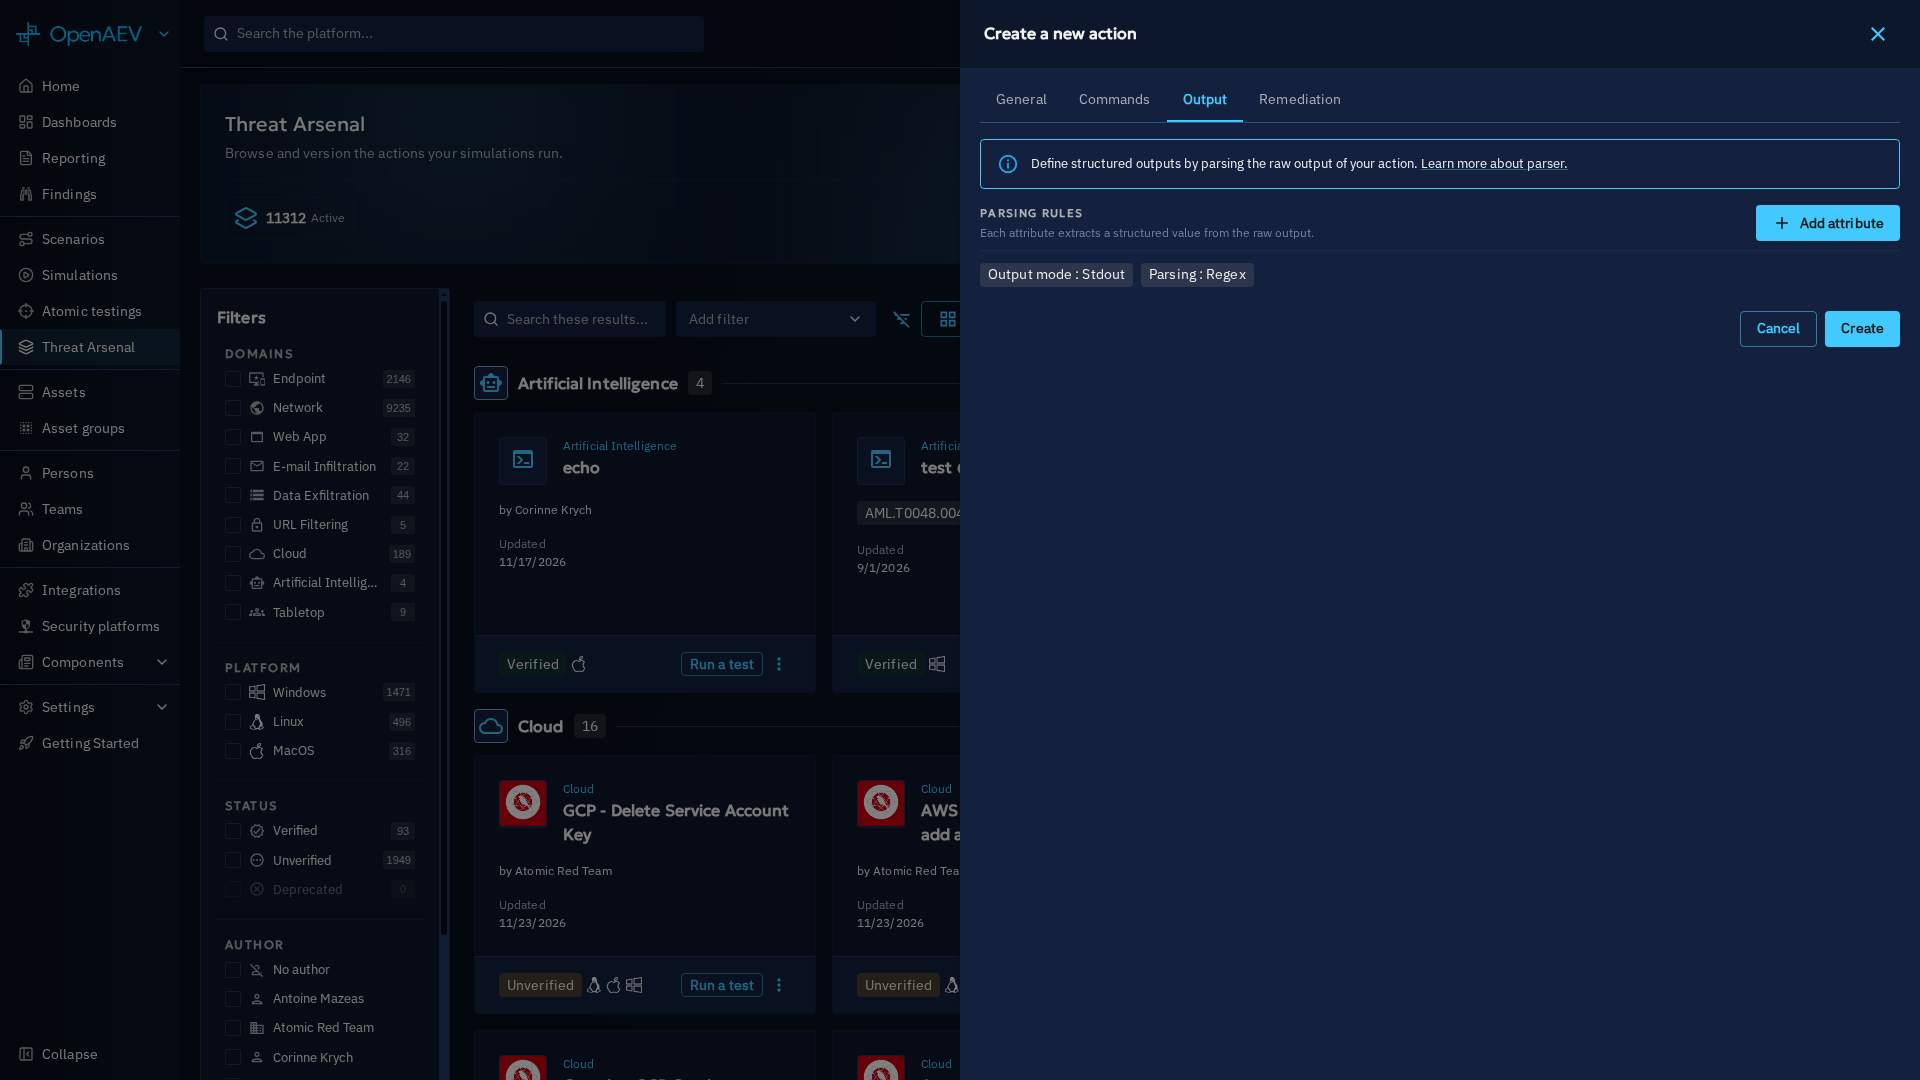 OpenAEV
Search the platform...
Home
Dashboards
Reporting
Findings
Scenarios
Simulations
Atomic testings
Threat Arsenal
Assets
Asset groups
Persons
Teams
Organizations
Integrations
Security platforms
Components
Settings
Getting Started
Collapse
Threat Arsenal
Browse and version the actions your simulations run.
11312 Active
Filters
DOMAINS
Endpoint 2146
Network 9235
Web App 32
E-mail Infiltration 22
Data Exfiltration 44
URL Filtering 5
Cloud 189
Artificial Intellig... 4
Tabletop 9
PLATFORM
Windows 1471
Linux 496
MacOS 316
STATUS
Verified 93
Unverified 1949
Deprecated 0
AUTHOR
No author
Antoine Mazeas
Atomic Red Team
Corinne Krych
Search these results...
Add filter
Artificial Intelligence 4
Artificial Intelligence
echo
by Corinne Krych
Updated
11/17/2026
Verified
Run a test
Artificia
test
AML.T0048.004
Updated
9/1/2026
Verified
Cloud 16
Cloud
GCP - Delete Service Account
Key
by Atomic Red Team
Updated
11/23/2026
Unverified
Run a test
Cloud
AWS
add a
by Atomic Red Tea
Updated
11/23/2026
Unverified
Cloud
Cloud
Create a new action
General
Commands
Output
Remediation
Define structured outputs by parsing the raw output of your action. Learn more about parser.
PARSING RULES
Each attribute extracts a structured value from the raw output.
Add attribute
Output mode : Stdout
Parsing : Regex
Cancel
Create